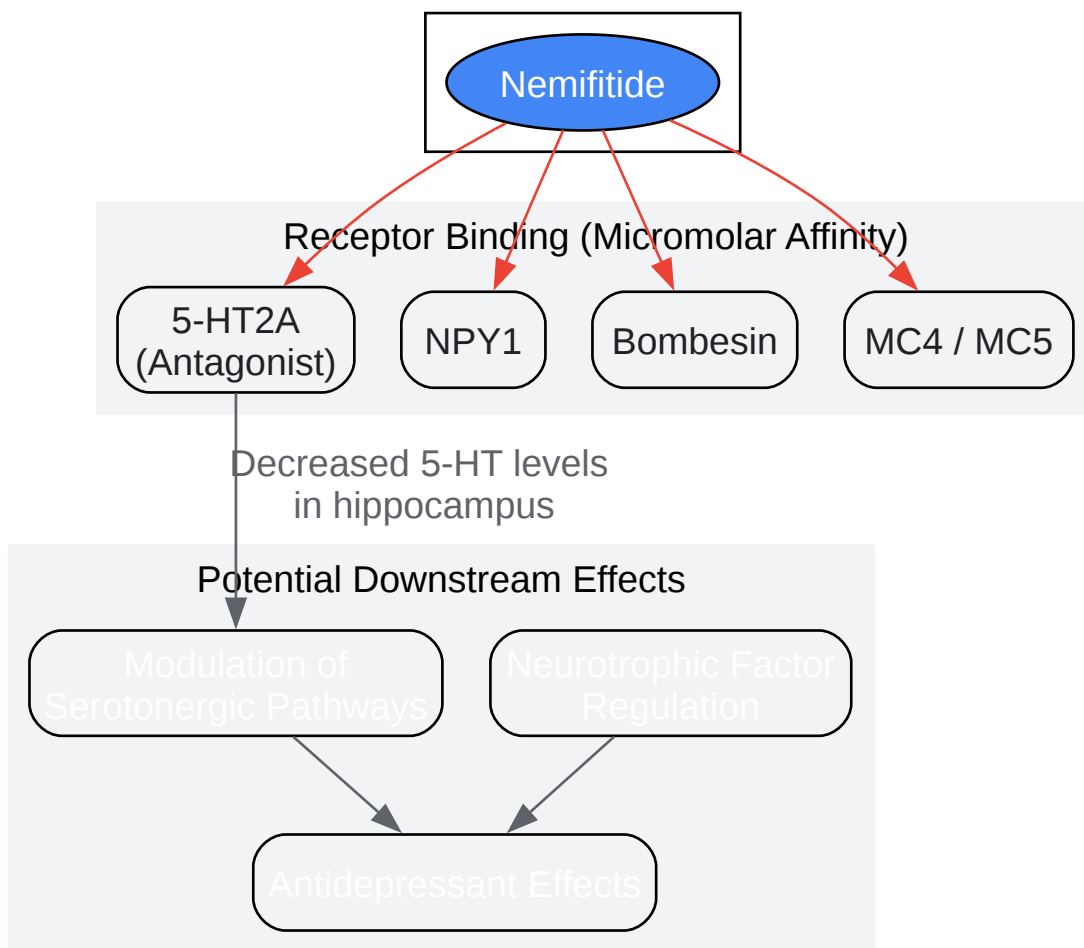 Nemifitide
Receptor Binding (Micromolar Affinity)
5-HT2A
(Antagonist)
NPY1
Bombesin
MC4 / MC5
Decreased 5-HT levels
in hippocampus
Potential Downstream Effects
Modulation of
Serotonergic Pathways
Neurotrophic Factor
Regulation
Antidepressant Effects